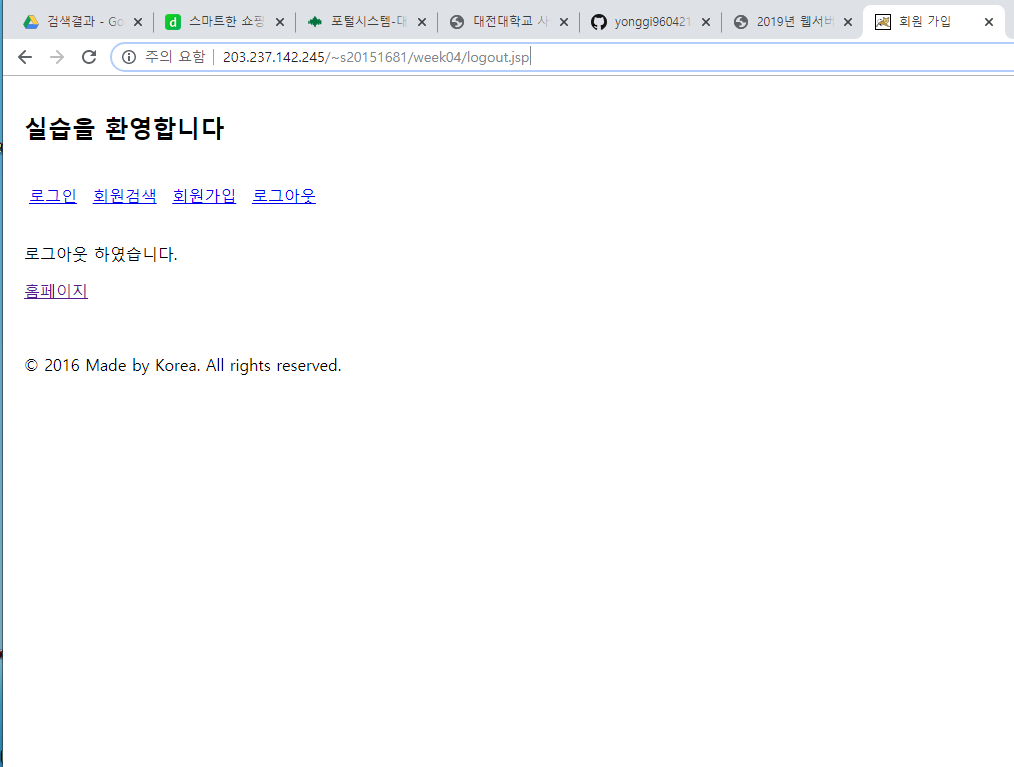 검색결과 - Go
스마트한 쇼핑
포털시스템-대
대전대학교 사
yonggi960421
2019년 웹서버
회원 가입
주의 요함 203.237.142.245/~s20151681/week04/logout.jsp
실습을 환영합니다
로그인 회원검색 회원가입 로그아웃
로그아웃 하였습니다.
홈페이지
© 2016 Made by Korea. All rights reserved.